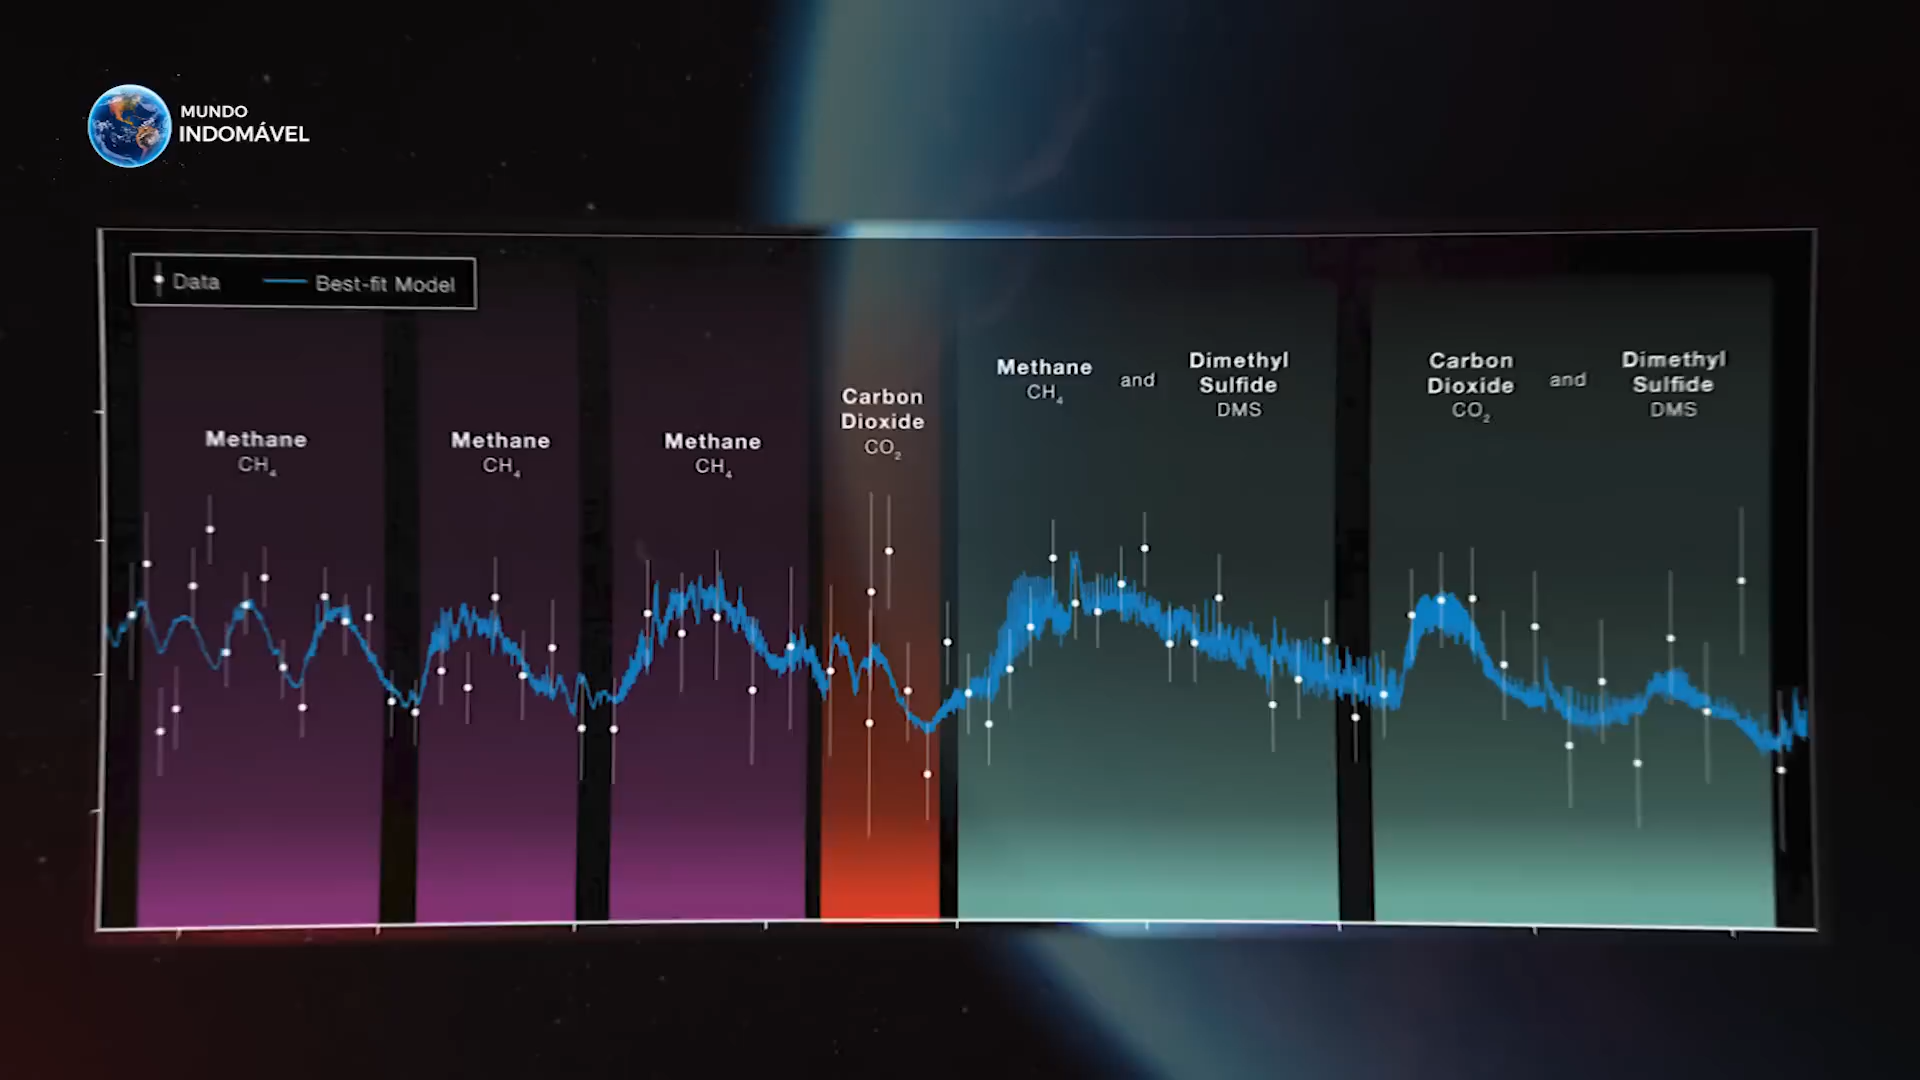 MUNDO
INDOMÁVEL
Data Best-fit Model
Methane
CH₄
Methane
CH₄
Methane
CH₄
Carbon
Dioxide
CO₂
Methane
CH₄
and
Dimethyl
Sulfide
DMS
Carbon
Dioxide
CO₂
and
Dimethyl
Sulfide
DMS